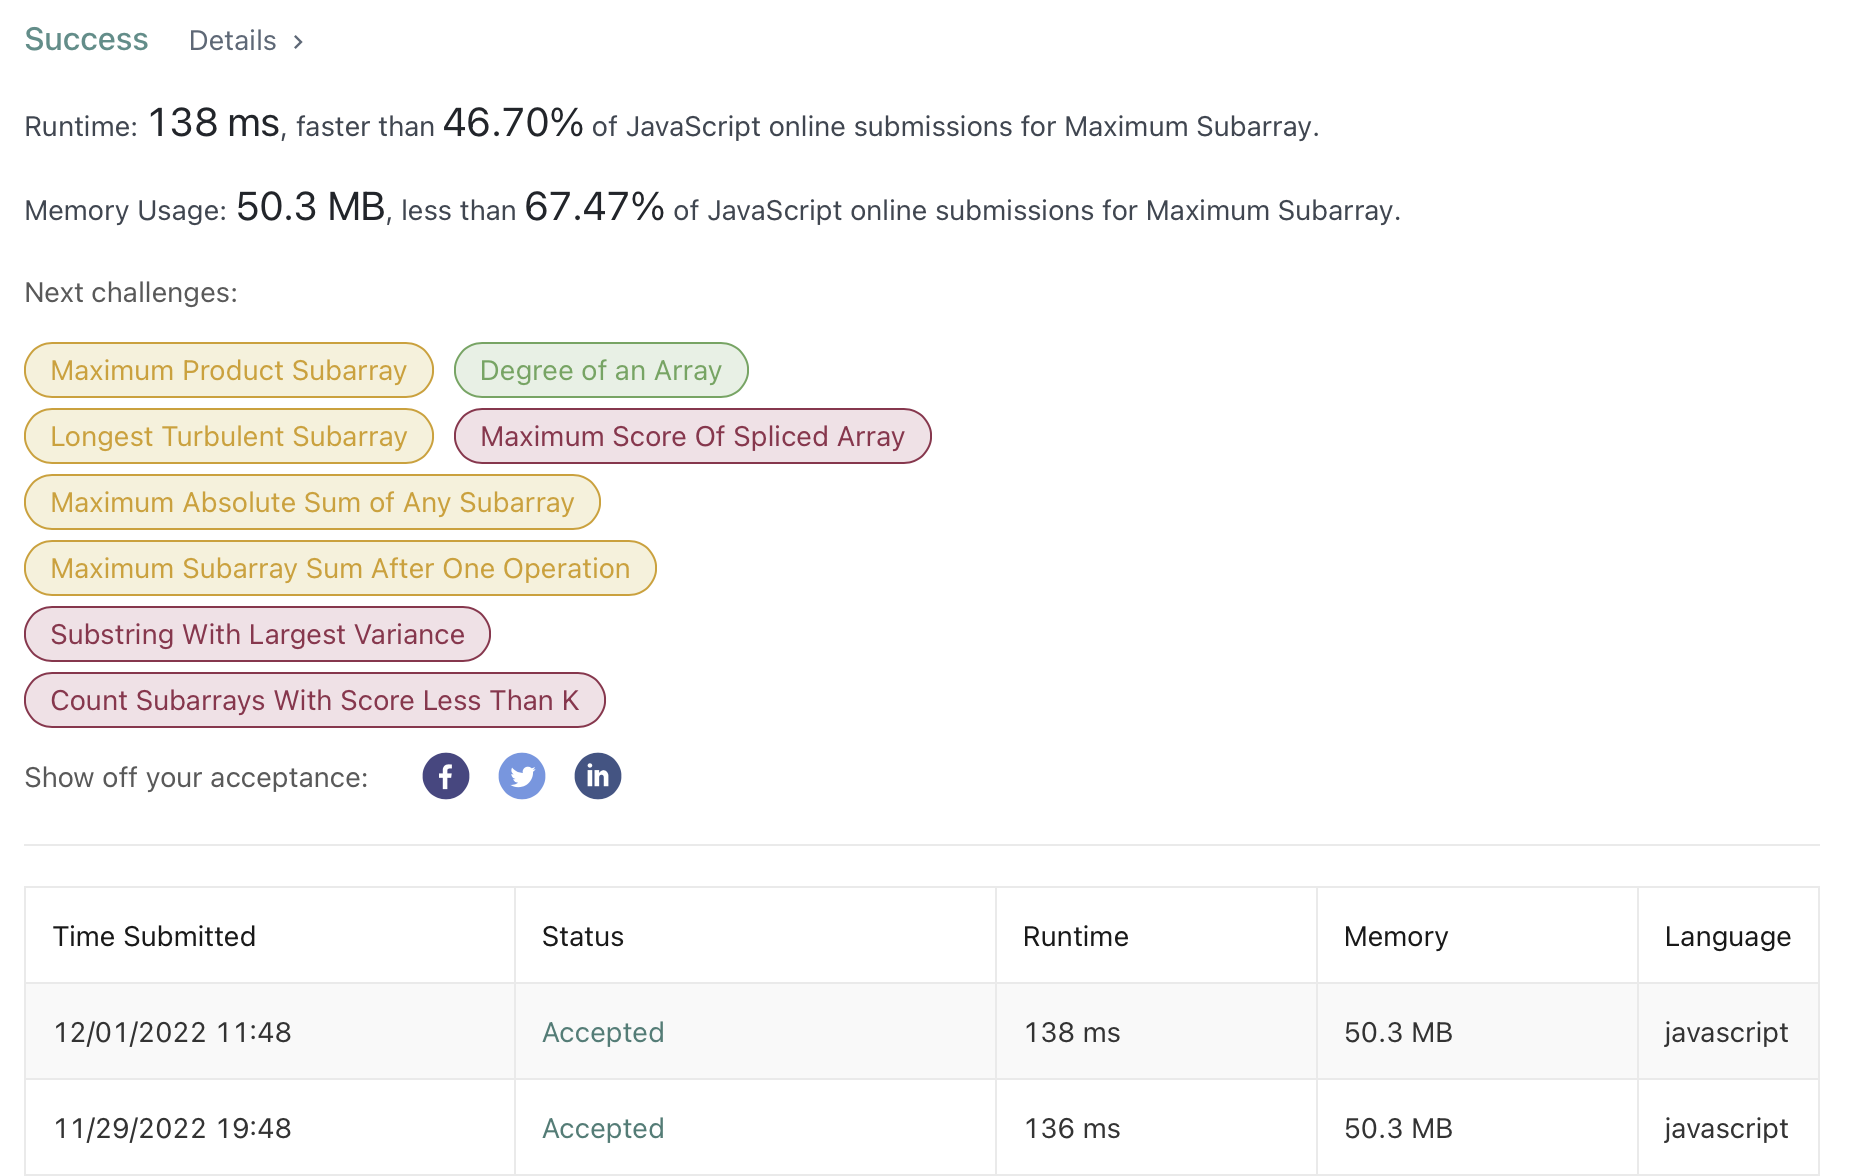 Success Details >
Runtime: 138 ms, faster than 46.70% of JavaScript online submissions for Maximum Subarray.
Memory Usage: 50.3 MB, less than 67.47% of JavaScript online submissions for Maximum Subarray.
Next challenges:
Maximum Product Subarray Degree of an Array
Longest Turbulent Subarray Maximum Score Of Spliced Array
Maximum Absolute Sum of Any Subarray
Maximum Subarray Sum After One Operation
Substring With Largest Variance
Count Subarrays With Score Less Than K
Show off your acceptance: f in
Time Submitted Status Runtime Memory Language
12/01/2022 11:48 Accepted 138 ms 50.3 MB javascript
11/29/2022 19:48 Accepted 136 ms 50.3 MB javascript